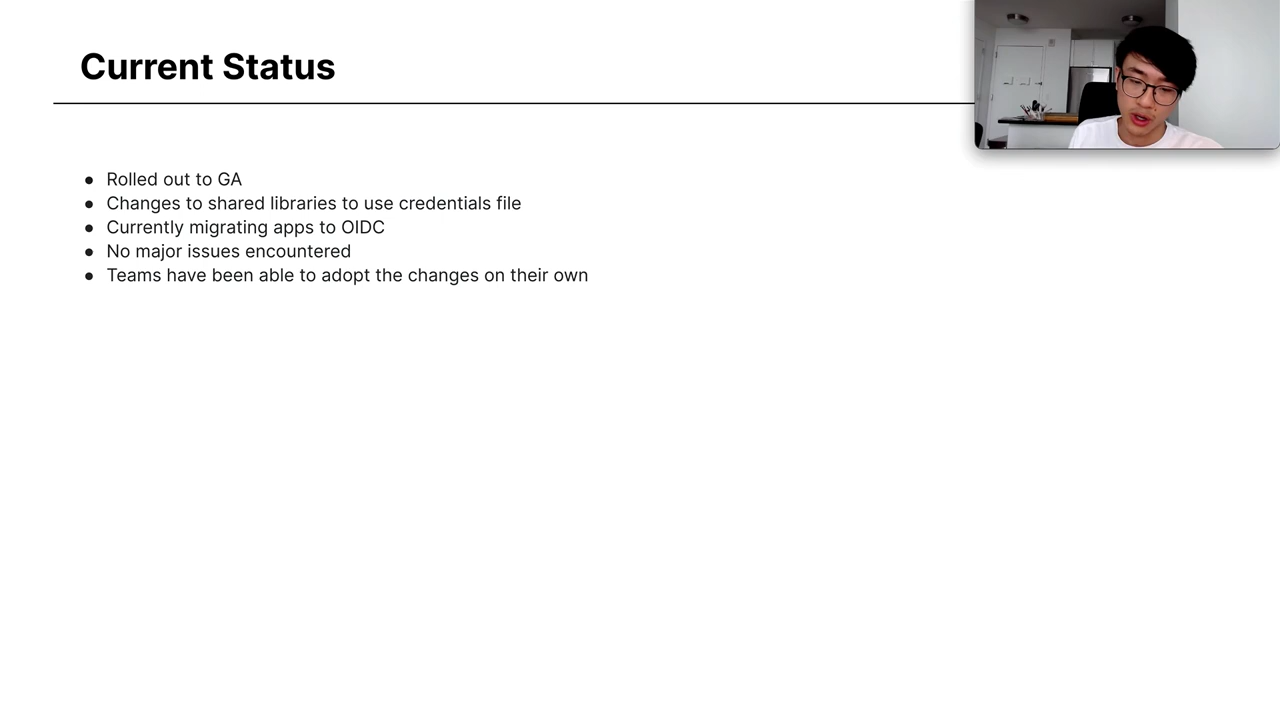 Current Status
● Rolled out to GA
● Changes to shared libraries to use credentials file
● Currently migrating apps to OIDC
● No major issues encountered
● Teams have been able to adopt the changes on their own